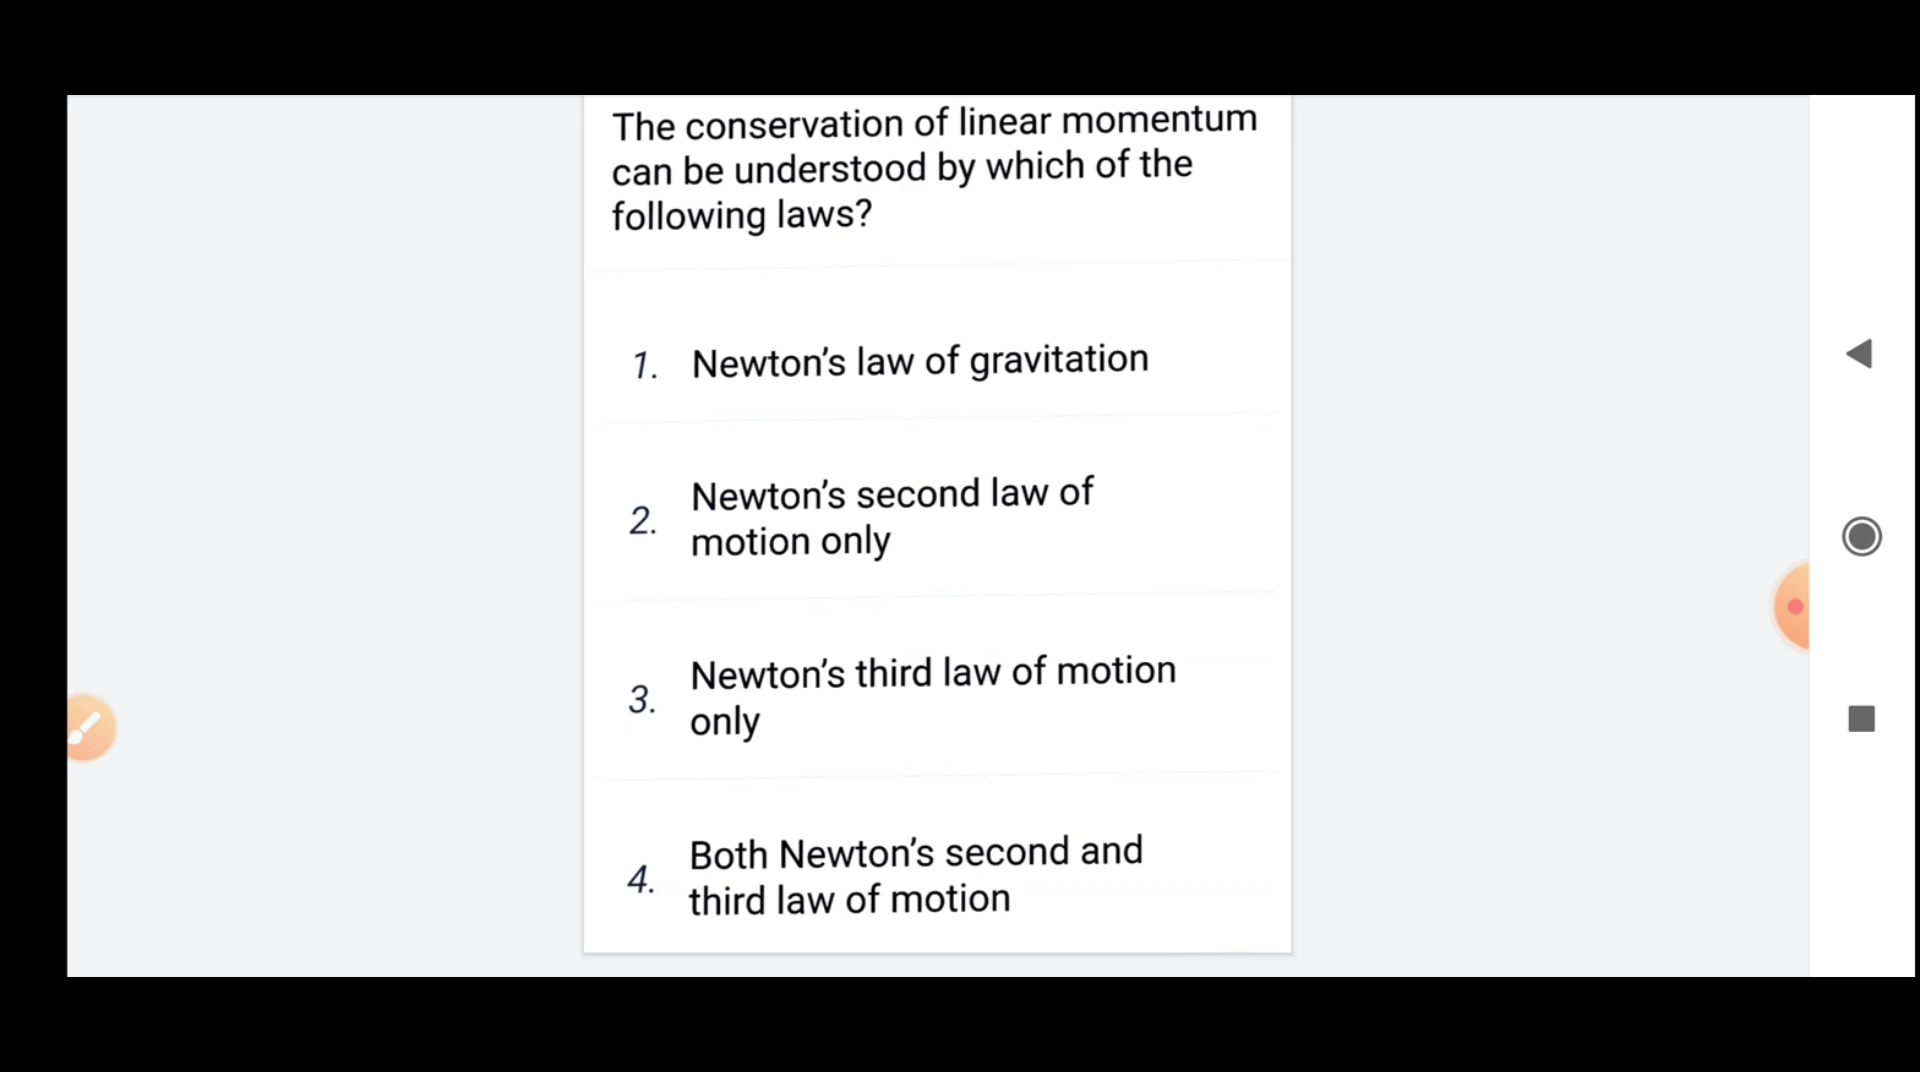 The conservation of linear momentum
can be understood by which of the
following laws?
1. Newton's law of gravitation
2. Newton's second law of
motion only
3. Newton's third law of motion
only
4. Both Newton's second and
third law of motion